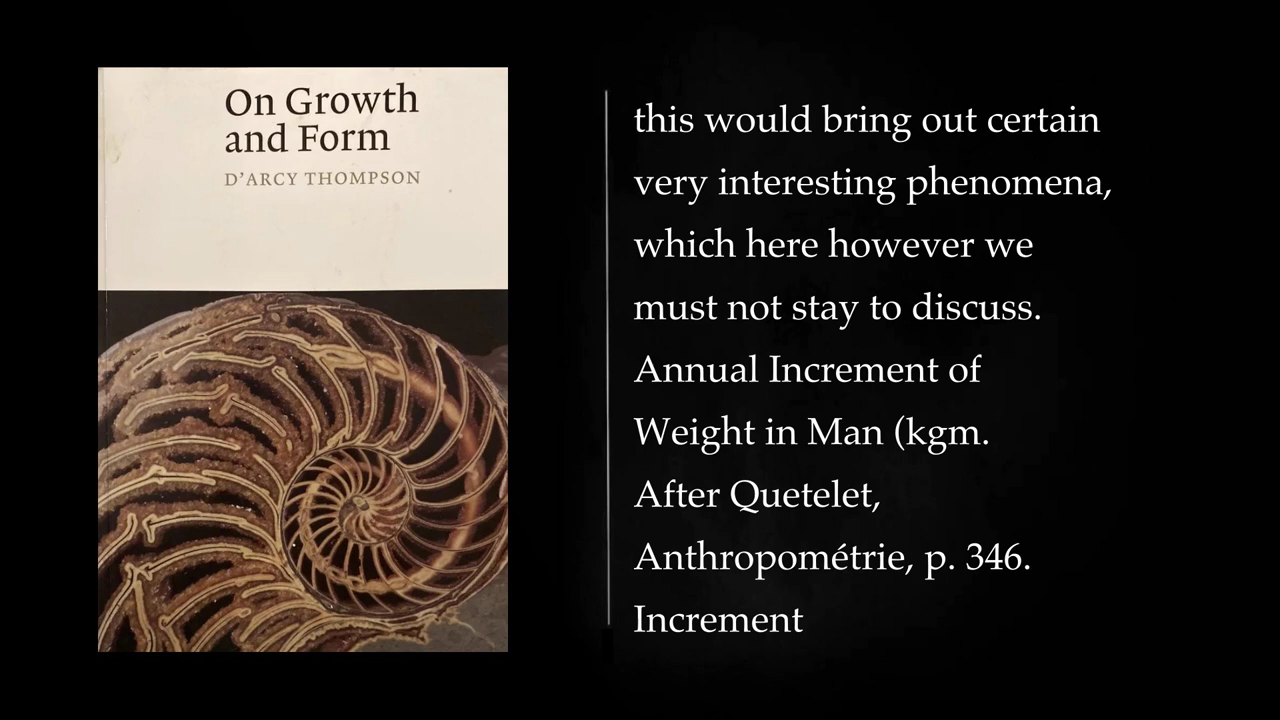 On Growth
and Form
D'ARCY THOMPSON
this would bring out certain
very interesting phenomena,
which here however we
must not stay to discuss.
Annual Increment of
Weight in Man (kgm.
After Quetelet,
Anthropométrie, p. 346.
Increment